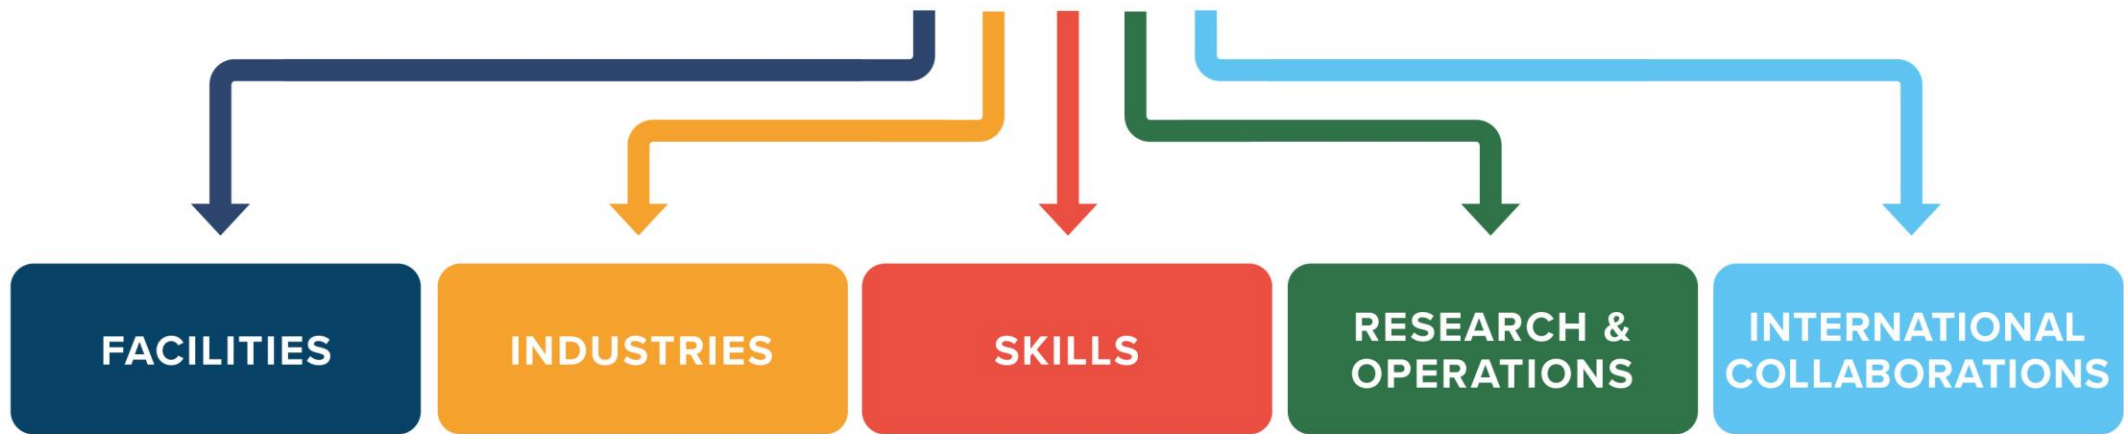 FACILITIES
INDUSTRIES
SKILLS
RESEARCH &
OPERATIONS
INTERNATIONAL
COLLABORATIONS